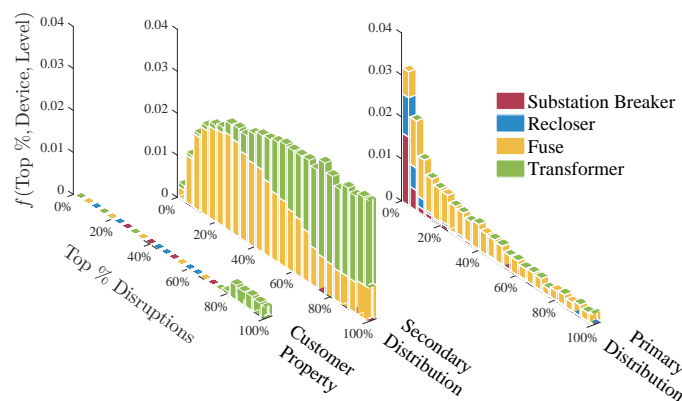 f (Top %, Device, Level)
0.04
0.03
0.02
0.01
0
0%
20%
40%
60%
80%
100%
Top % Disruptions
Customer
Property
0.04
0.03
0.02
0.01
0
0%
20%
40%
60%
80%
100%
Secondary
Distribution
0.04
0.03
0.02
0.01
0
0%
20%
40%
60%
80%
100%
Primary
Distribution
Substation Breaker
Recloser
Fuse
Transformer